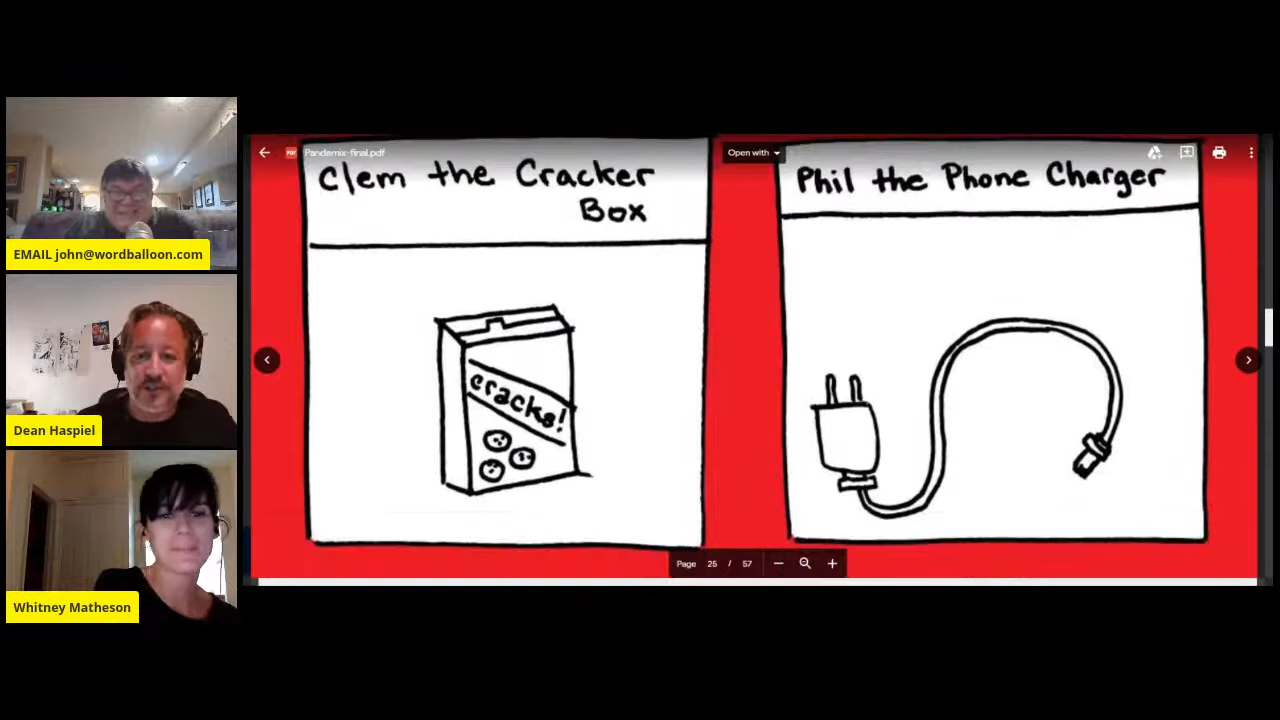 Pandemix-final.pdf
Open with
Clem the Cracker
Box
Phil the Phone Charger
cracks!
EMAIL john@wordballoon.com
Dean Haspiel
Whitney Matheson
Page 25 / 57